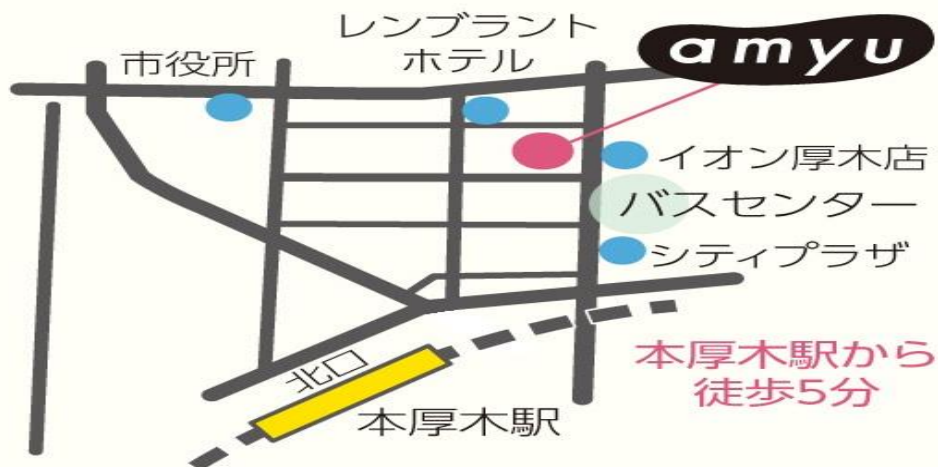 レンブラント
ホテル
amyu
市役所
イオン厚木店
バスセンター
シティプラザ
北口
本厚木駅
本厚木駅から
徒歩5分